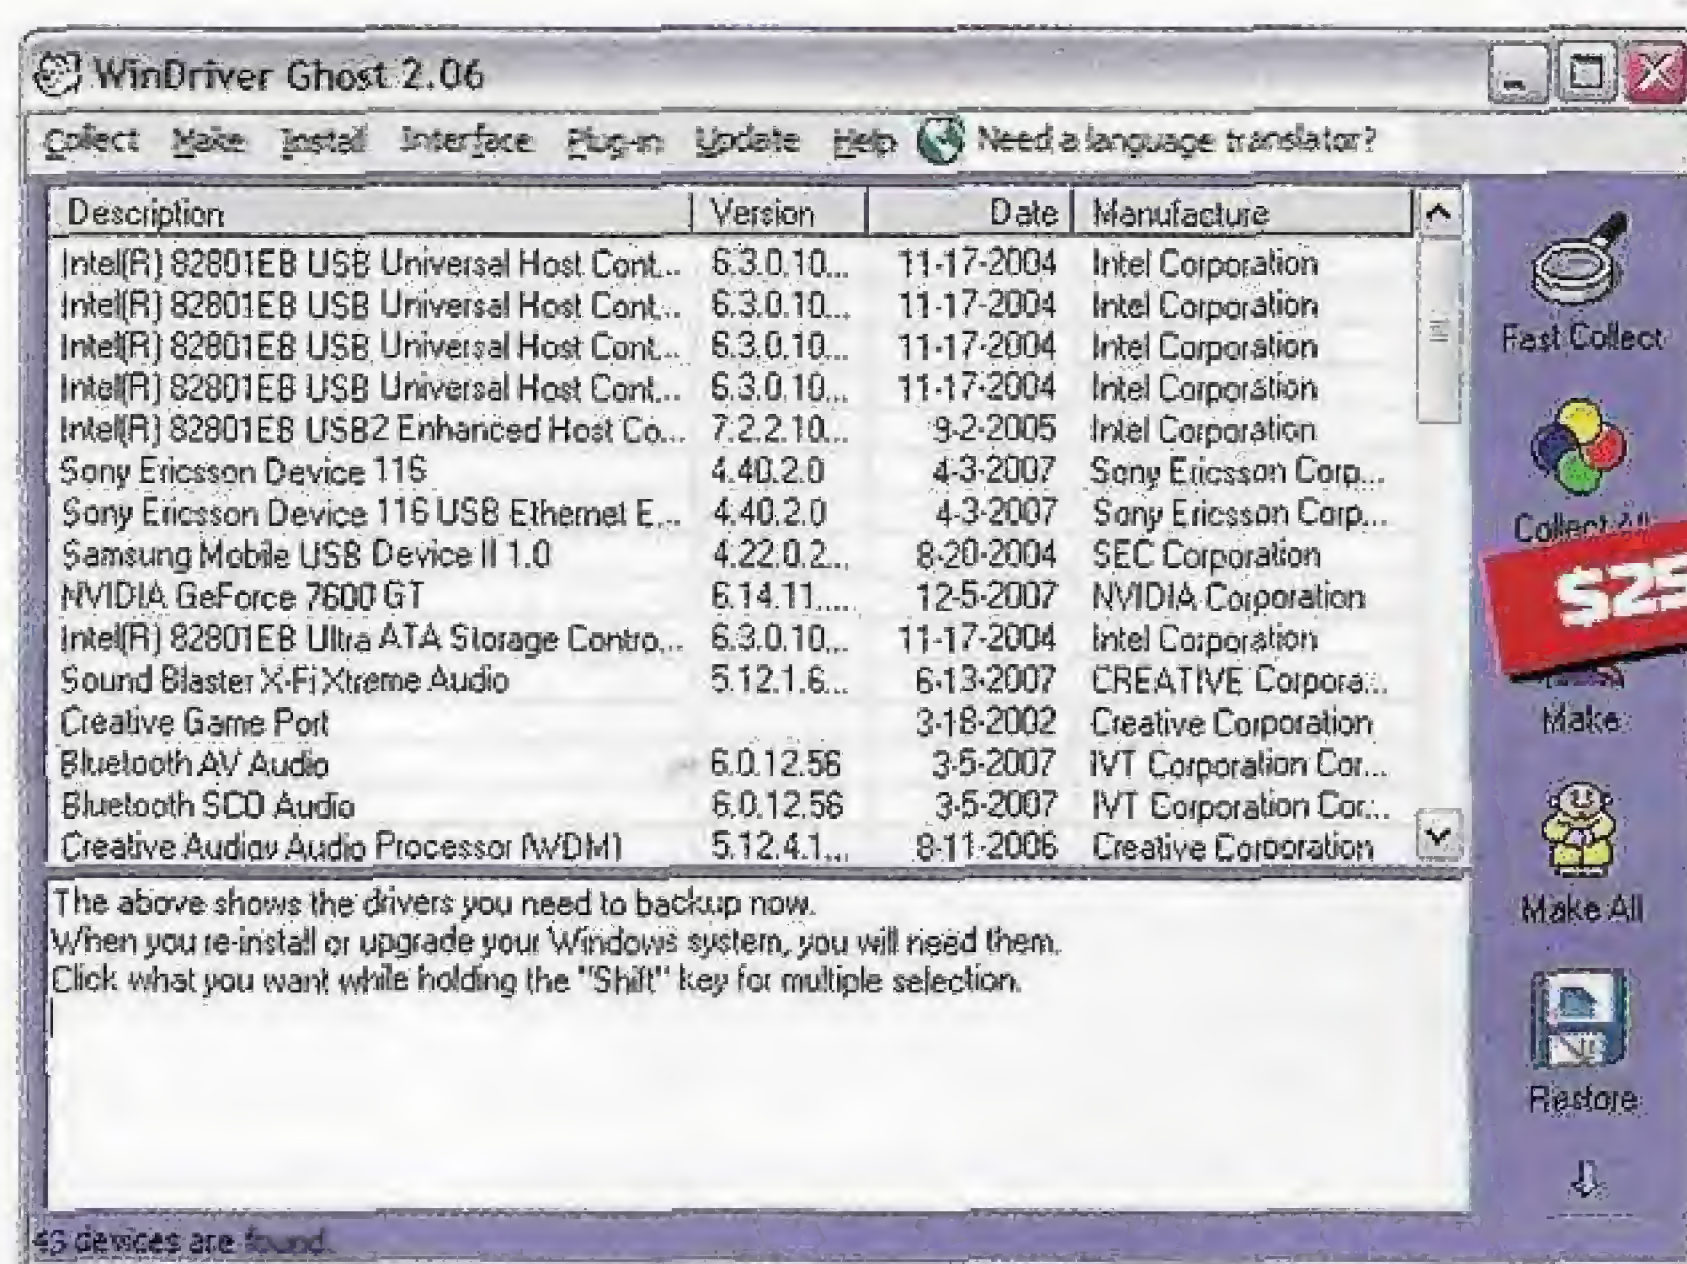 WinDriver Ghost 2.06
Collect Make Install Interface Plug-in Update Help Need a language translator?
Description Version Date Manufacture
Intel(R) 82801EB USB Universal Host Cont... 6.3.0.10... 11-17-2004 Intel Corporation
Intel(R) 82801EB USB Universal Host Cont... 6.3.0.10... 11-17-2004 Intel Corporation
Intel(R) 82801EB USB Universal Host Cont... 6.3.0.10... 11-17-2004 Intel Corporation
Intel(R) 82801EB USB Universal Host Cont... 6.3.0.10... 11-17-2004 Intel Corporation
Intel(R) 82801EB USB2 Enhanced Host Co... 7.2.2.10... 9-2-2005 Intel Corporation
Sony Ericsson Device 116 4.40.2.0 4-3-2007 Sony Ericsson Corp...
Sony Ericsson Device 116 USB Ethernet E... 4.40.2.0 4-3-2007 Sony Ericsson Corp...
Samsung Mobile USB Device II 1.0 4.22.0.2... 8-20-2004 SEC Corporation
NVIDIA GeForce 7600 GT 6.14.11.... 12-5-2007 NVIDIA Corporation
Intel(R) 82801EB Ultra ATA Storage Contro... 6.3.0.10... 11-17-2004 Intel Corporation
Sound Blaster X-Fi Xtreme Audio 5.12.1.6... 6-13-2007 CREATIVE Corpora...
Creative Game Port 3-18-2002 Creative Corporation
Bluetooth AV Audio 6.0.12.56 3-5-2007 IVT Corporation Cor...
Bluetooth SCO Audio 6.0.12.56 3-5-2007 IVT Corporation Cor...
Creative Audigy Audio Processor (WDM) 5.12.4.1... 8-11-2006 Creative Corporation
The above shows the drivers you need to backup now.
When you re-install or upgrade your Windows system, you will need them.
Click what you want while holding the "Shift" key for multiple selection.
devices are found.
Fast Collect
Collect All
$25
Make
Make All
Restore